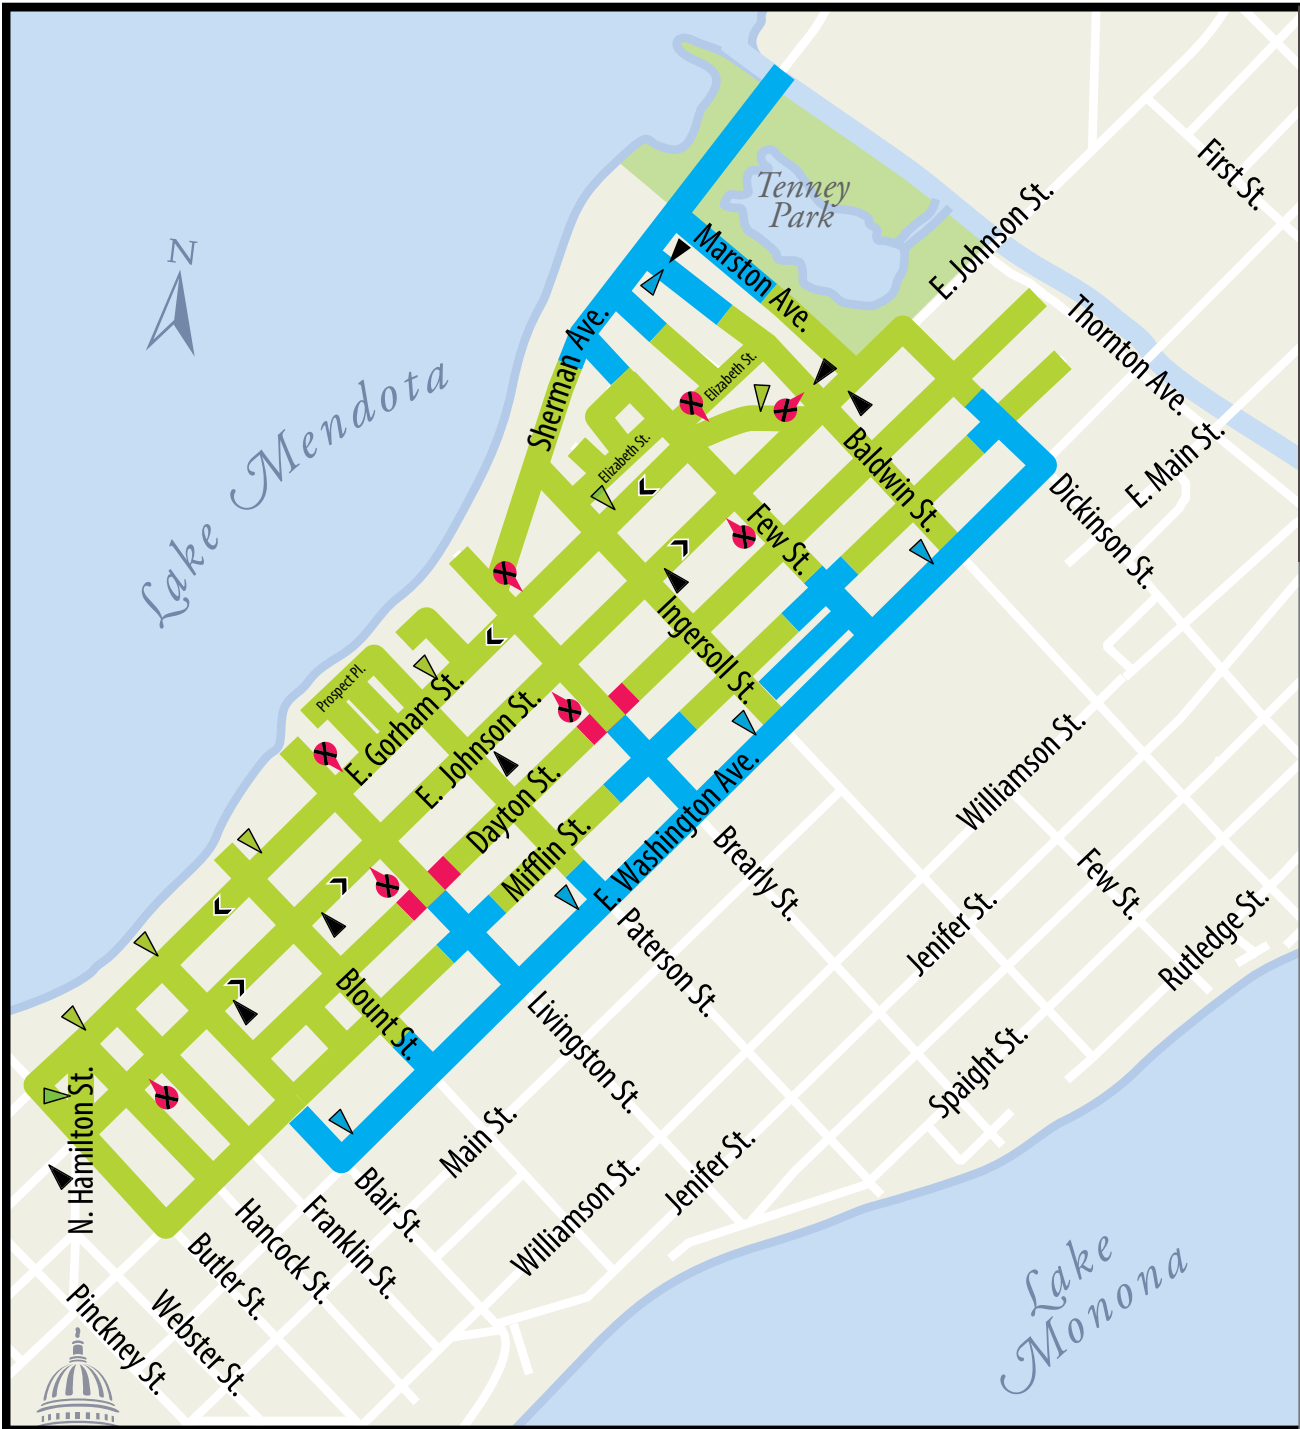 Tenney
Park
First St.
E. Johnson St.
N
Marston Ave.
Thornton Ave.
Sherman Ave.
Elizabeth St.
Lake Mendota
Elizabeth St.
Baldwin St.
E. Main St.
Dickinson St.
Few St.
Ingersoll St.
Prospect Pl.
E. Gorham St.
E. Johnson St.
Dayton St.
Mifflin St.
E. Washington Ave.
Williamson St.
Brearly St.
Few St.
Jenifer St.
Rutledge St.
Paterson St.
Blount St.
Livingston St.
Spaight St.
N. Hamilton St.
Main St.
Jenifer St.
Williamson St.
Blair St.
Franklin St.
Hancock St.
Butler St.
Webster St.
Pinckney St.
Lake
Monona